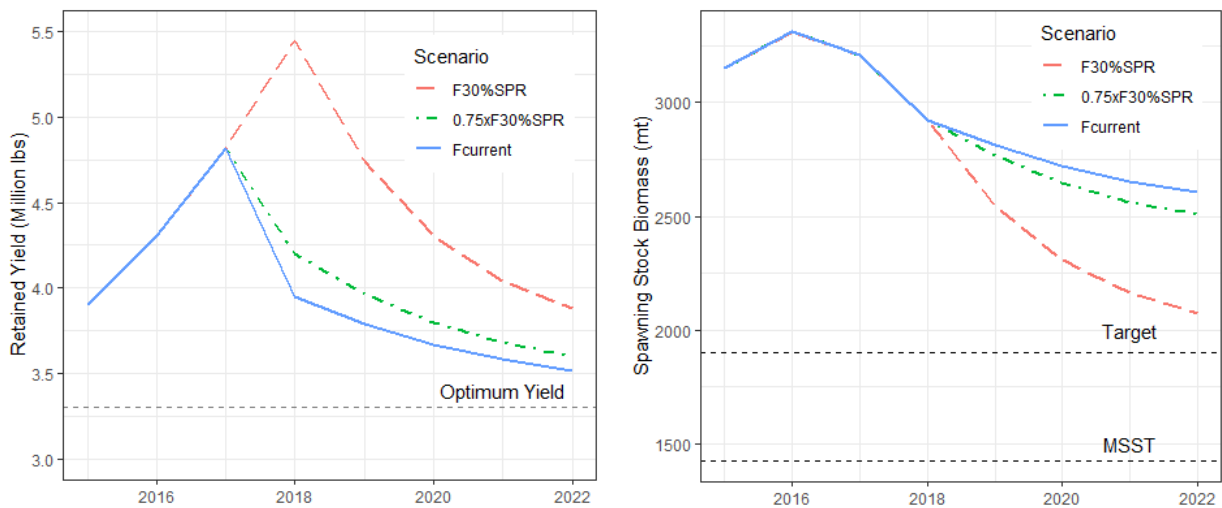 Retained Yield (Million lbs)
5.5
5.0
4.5
4.0
3.5
3.0
Scenario
F30%SPR
0.75xF30%SPR
Fcurrent
Optimum Yield
2016
2018
2020
2022
Spawning Stock Biomass (mt)
3000
2500
2000
1500
Scenario
F30%SPR
0.75xF30%SPR
Fcurrent
Target
MSST
2016
2018
2020
2022